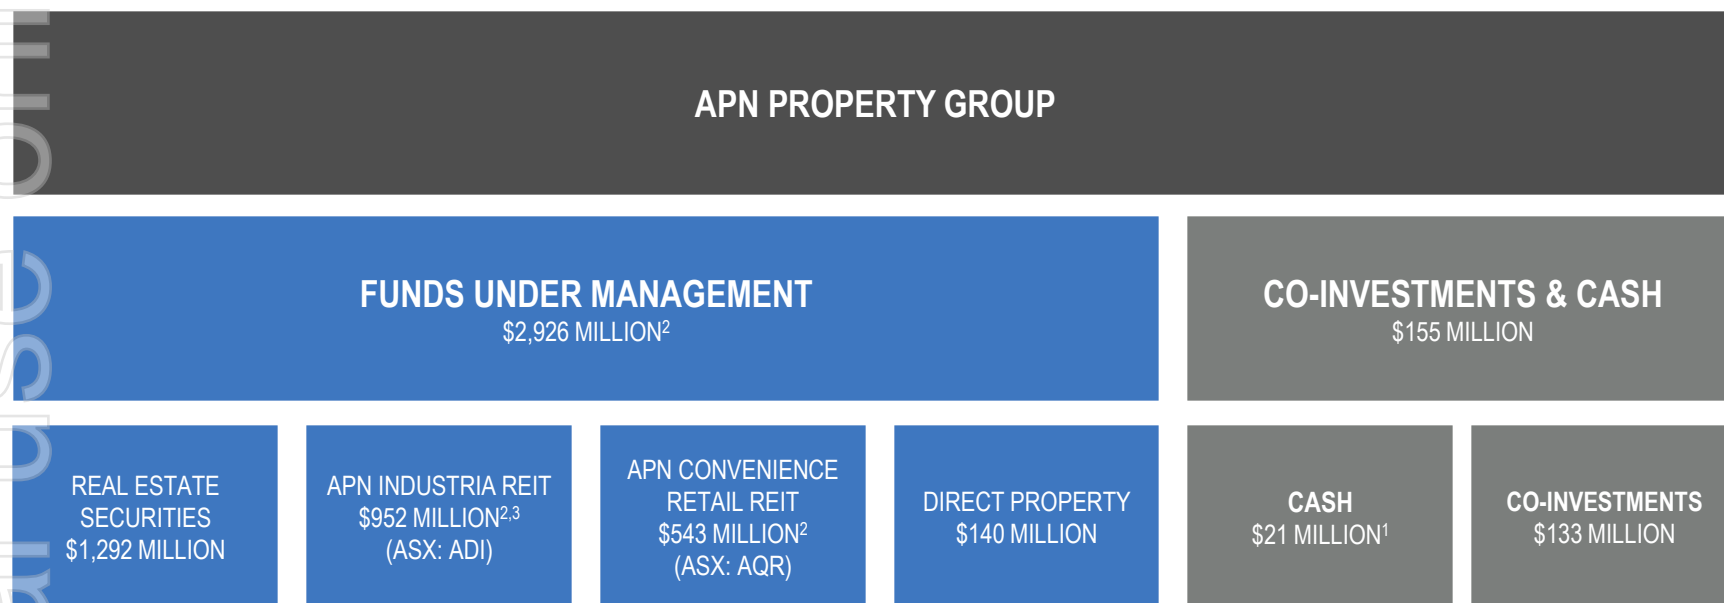 APN PROPERTY GROUP
FUNDS UNDER MANAGEMENT
$2,926 MILLION2
CO-INVESTMENTS & CASH
$155 MILLION
REAL ESTATE
SECURITIES
$1,292 MILLION
APN INDUSTRIA REIT
$952 MILLION2,3
(ASX: ADI)
APN CONVENIENCE
RETAIL REIT
$543 MILLION2
(ASX: AQR)
DIRECT PROPERTY
$140 MILLION
CASH
$21 MILLION1
CO-INVESTMENTS
$133 MILLION
use